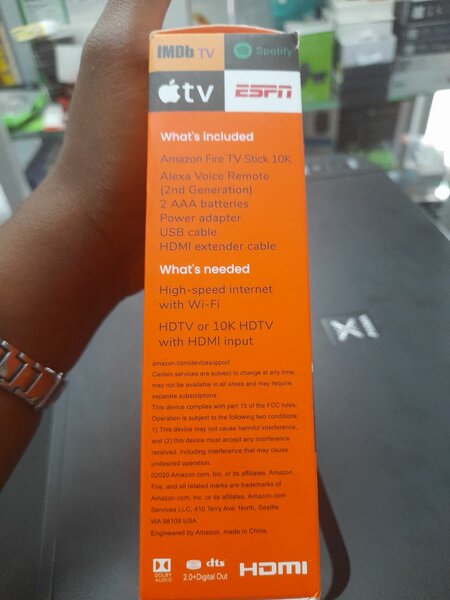 IMDb TV
Spotify
tv
ESPN
What's included
Amazon Fire TV Stick 10K
Alexa Voice Remote
(2nd Generation)
2 AAA batteries
Power adapter
USB cable
HDMI extender cable
What's needed
High-speed internet
with Wi-Fi
HDTV or 10K HDTV
with HDMI input
amazon.com/devicesupport
Certain services are subject to change at any time,
may not be available in all areas and may require
separate subscriptions.
This device complies with part 15 of the FCC rules.
Operation is subject to the following two conditions:
1) This device may not cause harmful interference,
and (2) this device must accept any interference
received, including interference that may cause
undesired operation.
©2020 Amazon.com, Inc. or its affiliates. Amazon,
Fire, and all related marks are trademarks of
Amazon.com, Inc. or its affiliates. Amazon.com
Services LLC, 410 Terry Ave. North, Seattle,
WA 98109 USA
Engineered by Amazon, made in China.
DOLBY
AUDIO
dts
2.0+Digital Out
HDMI